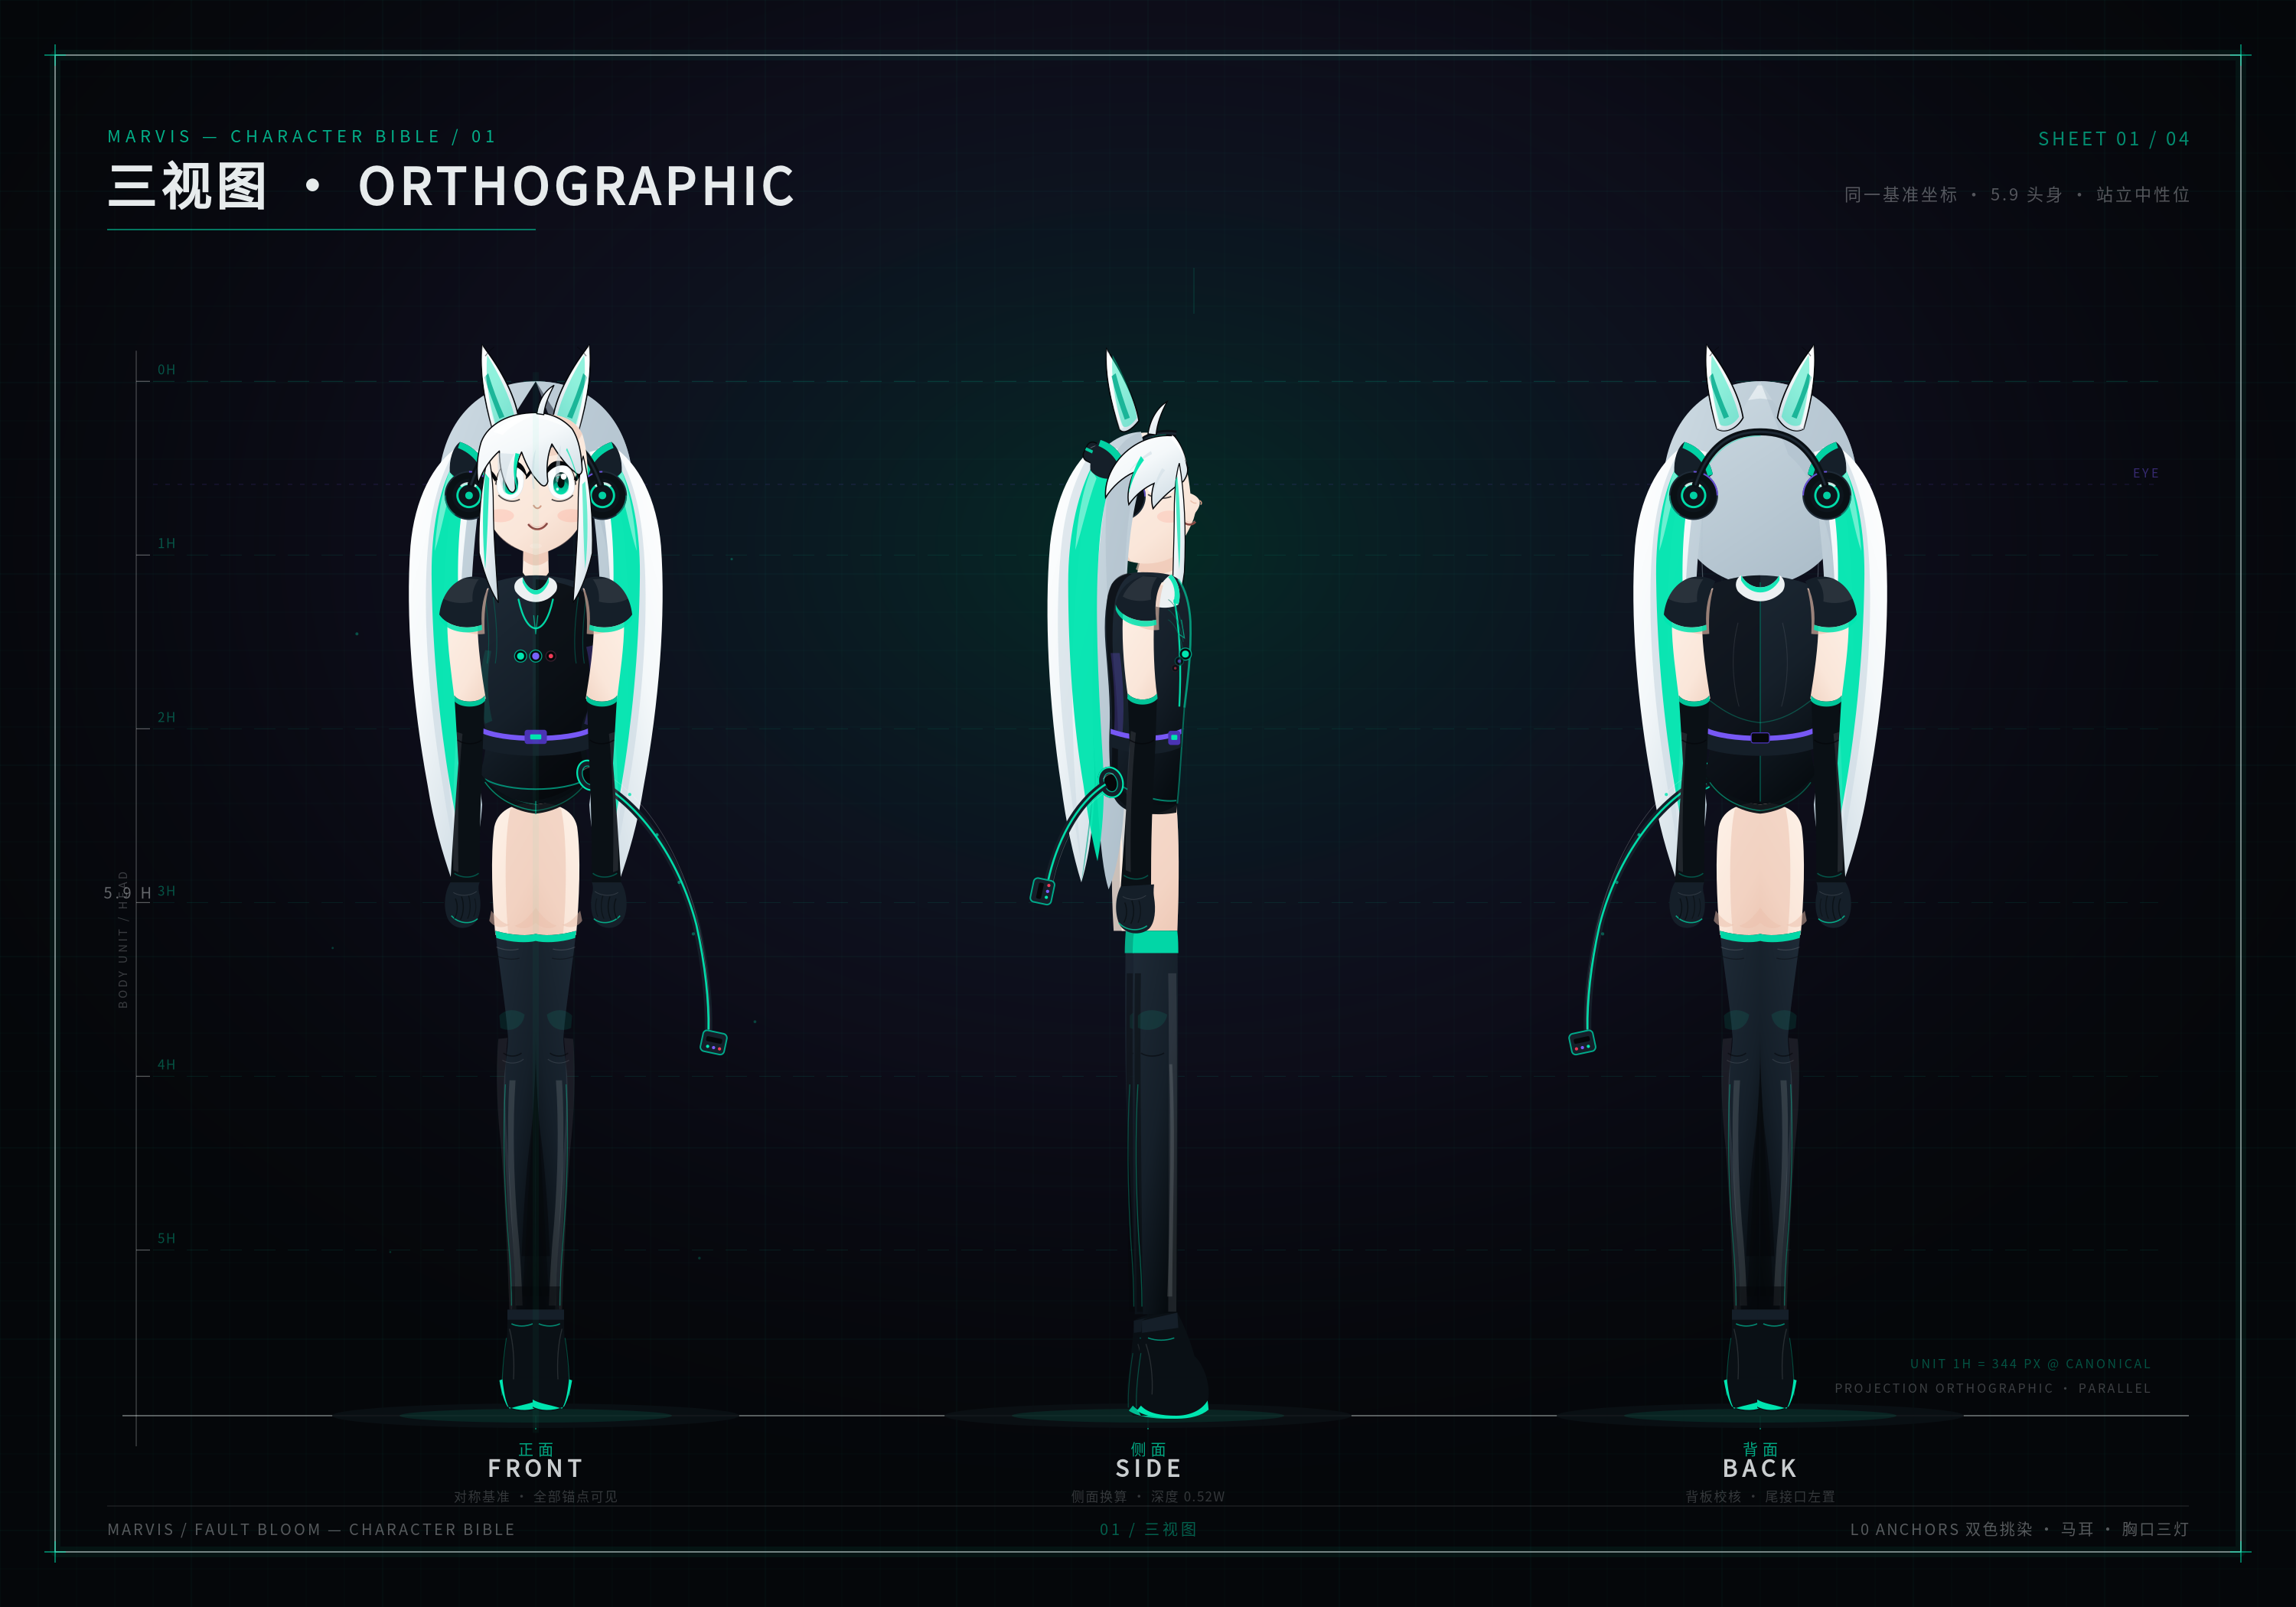 MARVIS — CHARACTER BIBLE / 01
三视图 · ORTHOGRAPHIC
SHEET 01 / 04
同一基准坐标 · 5.9 头身 · 站立中性位
0H
EYE
1H
2H
5.9 H
3H
BODY UNIT / HEAD
4H
5H
UNIT 1H = 344 PX @ CANONICAL
PROJECTION ORTHOGRAPHIC · PARALLEL
正面
FRONT
对称基准 · 全部锚点可见
侧面
SIDE
侧面换算 · 深度 0.52W
背面
BACK
背板校核 · 尾接口左置
MARVIS / FAULT BLOOM — CHARACTER BIBLE
01 / 三视图
L0 ANCHORS 双色挑染 · 马耳 · 胸口三灯